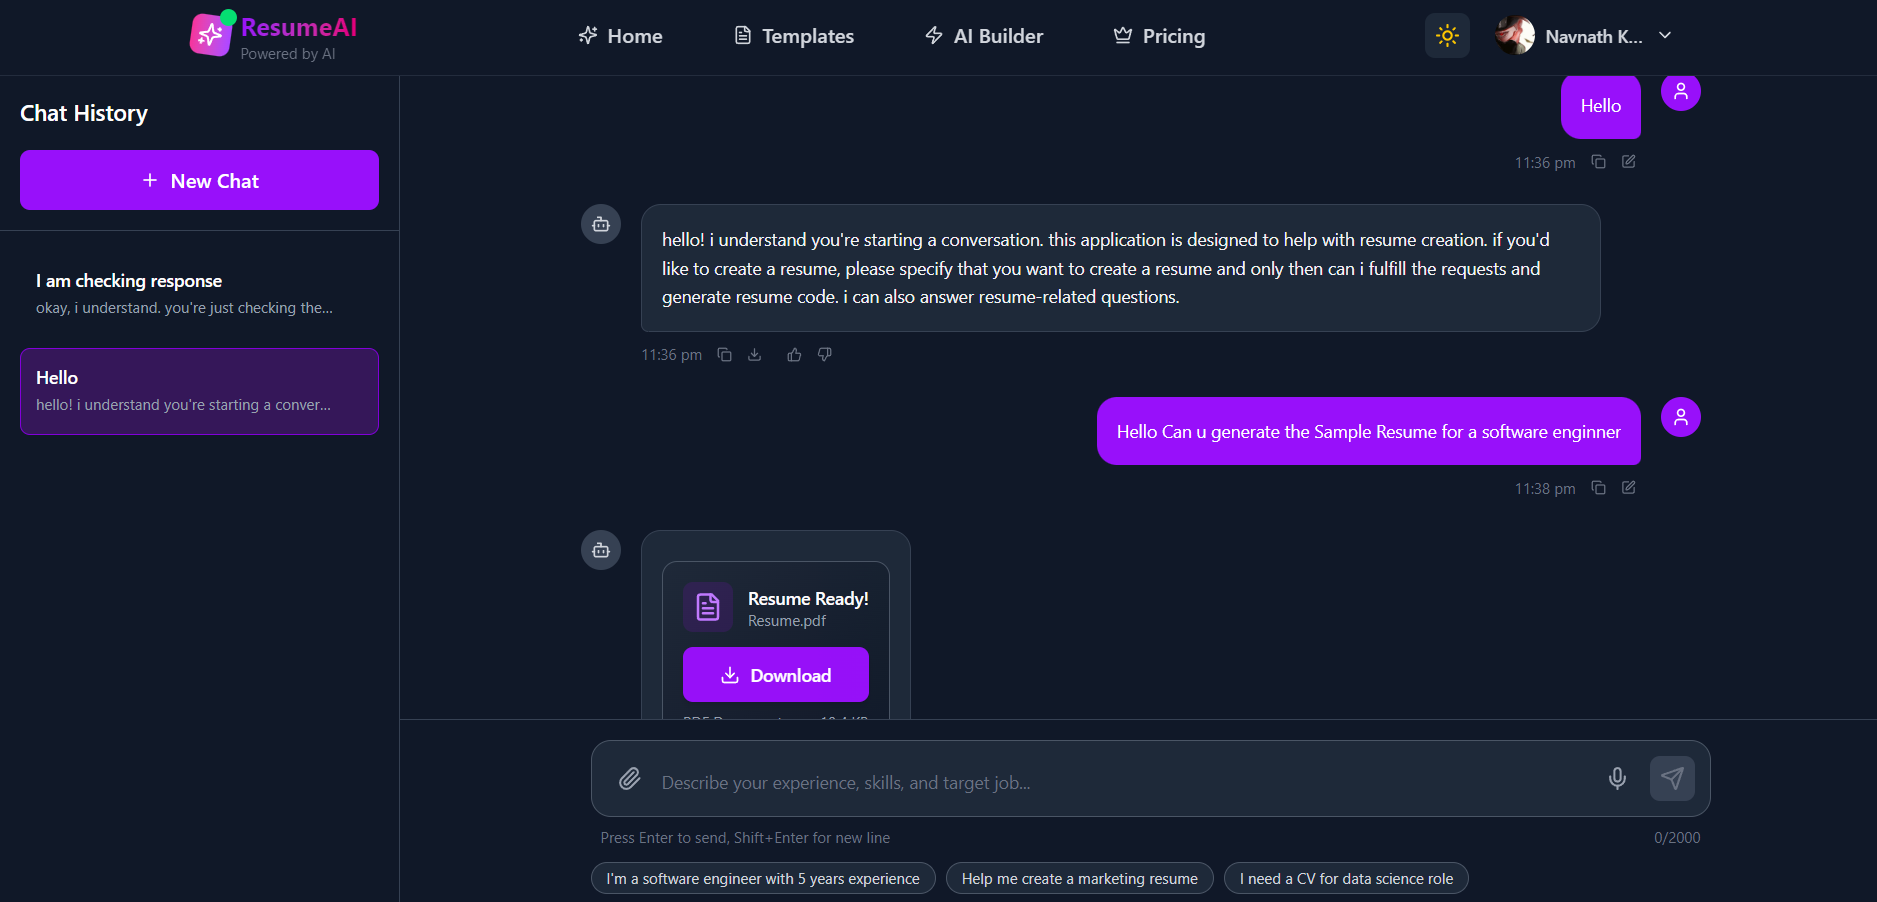 ResumeAI
Powered by AI
Home
Templates
AI Builder
Pricing
Navnath K...
Chat History
New Chat
I am checking response
okay, i understand. you're just checking the...
Hello
hello! i understand you're starting a conver...
Hello
11:36 pm
hello! i understand you're starting a conversation. this application is designed to help with resume creation. if you'd
like to create a resume, please specify that you want to create a resume and only then can i fulfill the requests and
generate resume code. i can also answer resume-related questions.
11:36 pm
Hello Can u generate the Sample Resume for a software enginner
11:38 pm
Resume Ready!
Resume.pdf
Download
Describe your experience, skills, and target job...
Press Enter to send, Shift+Enter for new line
0/2000
I'm a software engineer with 5 years experience
Help me create a marketing resume
I need a CV for data science role